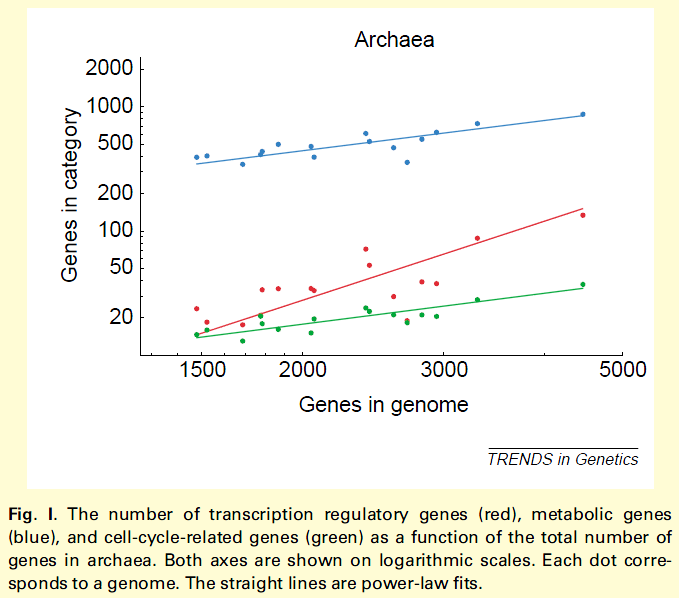 Archaea
Genes in category
2000
1000
500
200
100
50
20
1500 2000 3000 5000
Genes in genome
TRENDS in Genetics
Fig. I. The number of transcription regulatory genes (red), metabolic genes
(blue), and cell-cycle-related genes (green) as a function of the total number of
genes in archaea. Both axes are shown on logarithmic scales. Each dot corre-
sponds to a genome. The straight lines are power-law fits.